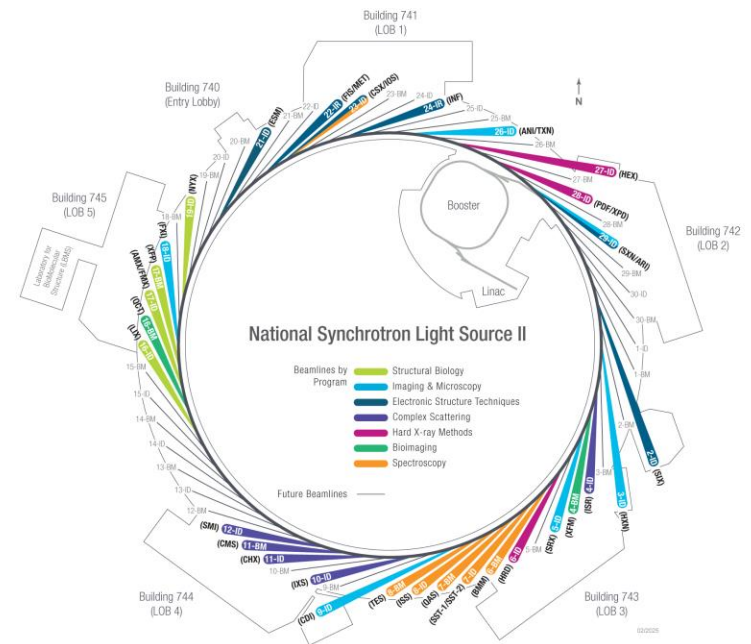 Building 741
(LOB 1)
Building 740
(Entry Lobby)
Building 745
(LOB 5)
Laboratory for
BioMolecular
Structure (LBMS)
N
Booster
Linac
Building 742
(LOB 2)
Building 743
(LOB 3)
Building 744
(LOB 4)
National Synchrotron Light Source II
Beamlines by
Program
Structural Biology
Imaging & Microscopy
Electronic Structure Techniques
Complex Scattering
Hard X-ray Methods
Bioimaging
Spectroscopy
Future Beamlines
22-ID
22-IR (FIS/MET)
23-ID (CSX/IOS)
23-BM
24-ID
24-IR (INF)
25-ID
25-BM
26-ID (ANI/TXN)
26-BM
27-ID (HEX)
27-BM
28-ID (PDF/XPD)
28-BM
29-ID (SXN/ARI)
29-BM
30-ID
30-BM
1-ID
1-BM
2-ID (SIX)
2-BM
3-ID (HXN)
3-BM
4-ID (ISR)
4-BM (XFM)
5-ID (SRX)
5-BM
6-ID (HRD)
6-BM (BMM)
7-ID (SST-1/SST-2)
7-BM (QAS)
8-ID (ISS)
8-BM (TES)
9-ID (CDI)
9-BM
10-ID (IXS)
10-BM
11-ID (CHX)
11-BM (CMS)
12-ID (SMI)
12-BM
13-ID
13-BM
14-ID
14-BM
15-ID
15-BM
16-ID (LIX)
16-BM (OCT)
17-ID (AMX/FMX)
17-BM (XFP)
18-ID (FXI)
18-BM
19-ID (NYX)
19-BM
20-ID
20-BM
21-ID (ESM)
21-BM